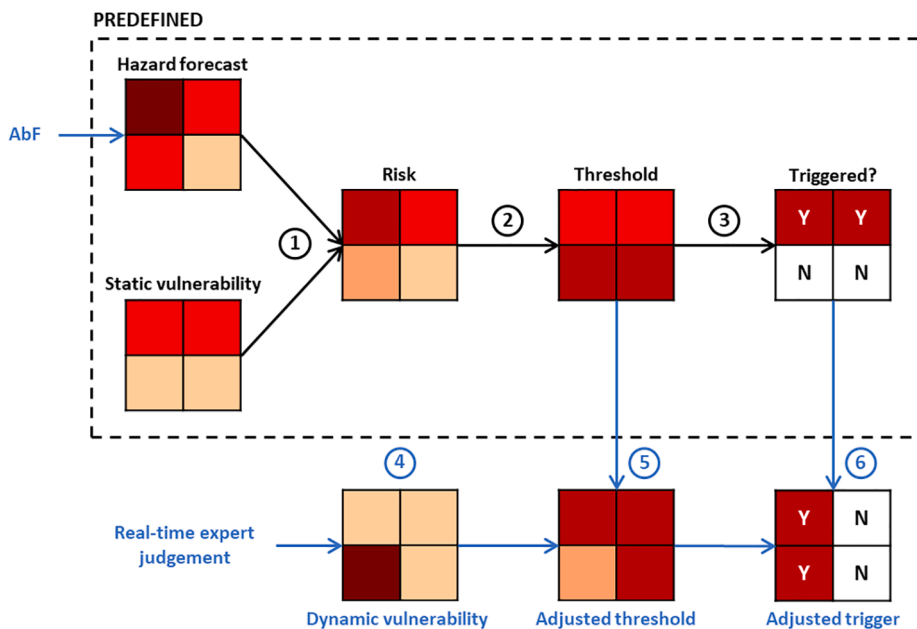 PREDEFINED
Hazard forecast
AbF
Risk
Threshold
Triggered?
1
2
3
Y Y
N N
Static vulnerability
4
5
6
Real-time expert
judgement
Y N
Y N
Dynamic vulnerability
Adjusted threshold
Adjusted trigger